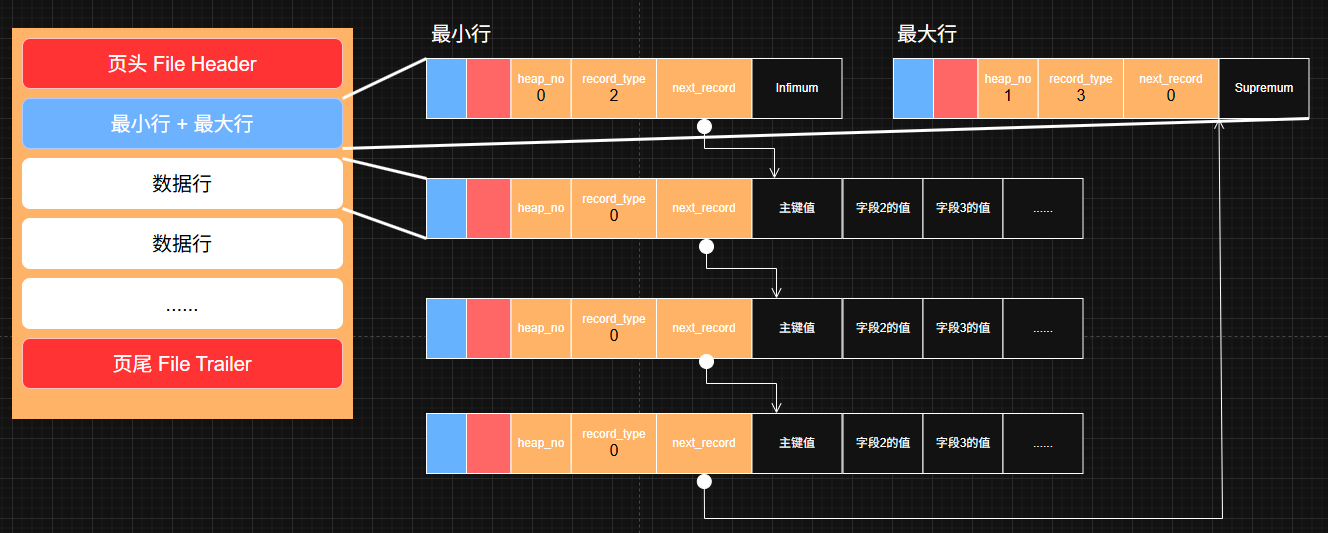 页头 File Header
最小行 + 最大行
数据行
数据行
......
页尾 File Trailer
最小行
heap_no
0
record_type
2
next_record
Infimum
最大行
heap_no
1
record_type
3
next_record
0
Supremum
heap_no
record_type
0
next_record
主键值
字段2的值
字段3的值
......
heap_no
record_type
0
next_record
主键值
字段2的值
字段3的值
......
heap_no
record_type
0
next_record
主键值
字段2的值
字段3的值
......